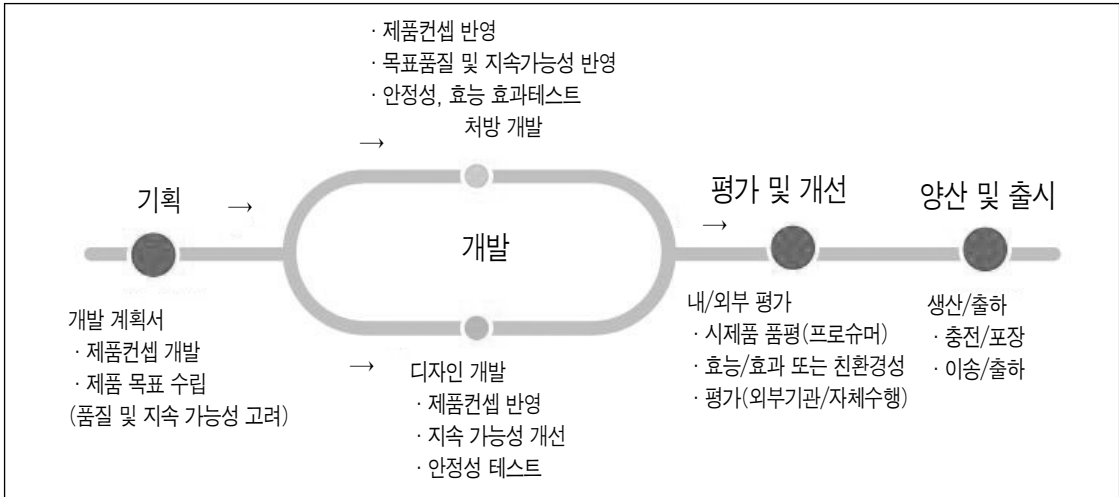 · 제품컨셉 반영
· 목표품질 및 지속가능성 반영
· 안정성, 효능 효과테스트
처방 개발
→
기획
→
개발
평가 및 개선
→
양산 및 출시
개발 계획서
· 제품컨셉 개발
· 제품 목표 수립
(품질 및 지속 가능성 고려)
→
디자인 개발
· 제품컨셉 반영
· 지속 가능성 개선
· 안정성 테스트
내/외부 평가
· 시제품 품평(프로슈머)
· 효능/효과 또는 친환경성
· 평가(외부기관/자체수행)
생산/출하
· 충전/포장
· 이송/출하